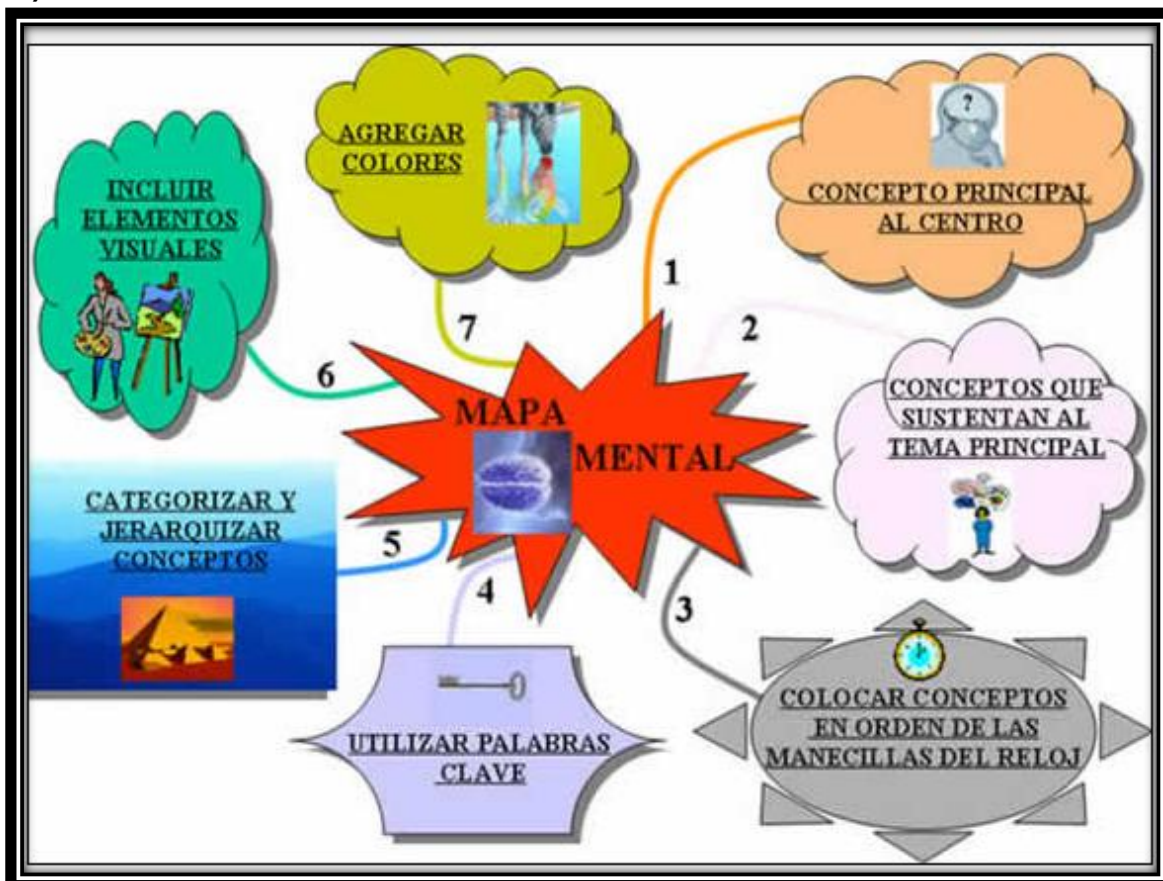 MAPA
MENTAL
1
?
CONCEPTO PRINCIPAL
AL CENTRO
2
CONCEPTOS QUE
SUSTENTAN AL
TEMA PRINCIPAL
3
COLOCAR CONCEPTOS
EN ORDEN DE LAS
MANECILLAS DEL RELOJ
4
UTILIZAR PALABRAS
CLAVE
5
CATEGORIZAR Y
JERARQUIZAR
CONCEPTOS
6
INCLUIR
ELEMENTOS
VISUALES
7
AGREGAR
COLORES